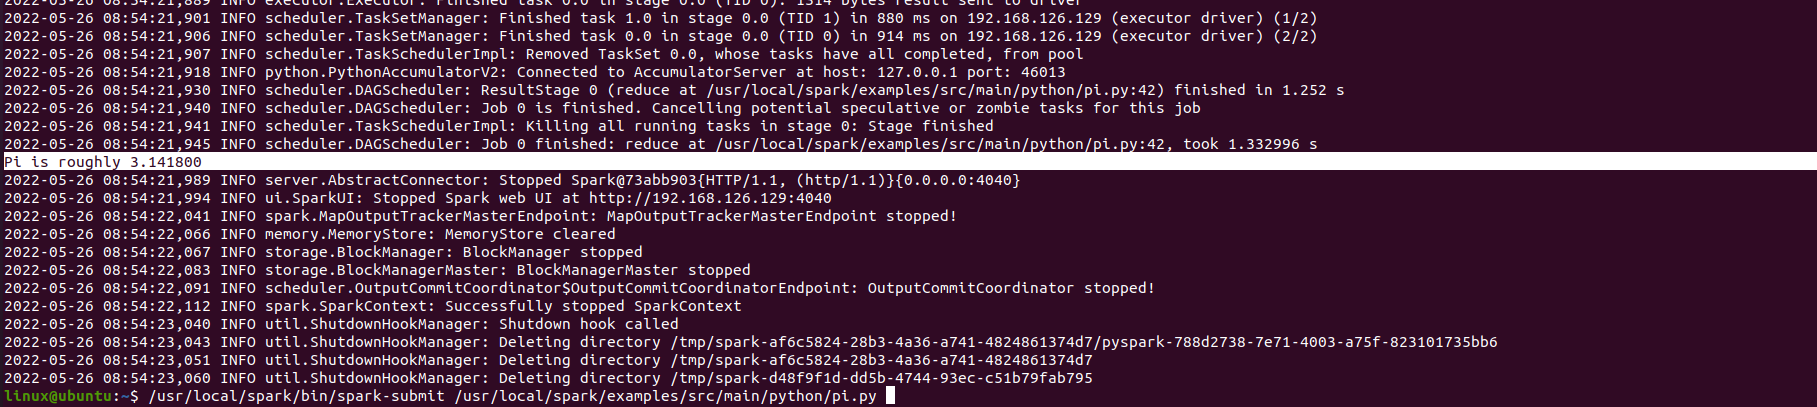 2022-05-26 08:54:21,889 INFO executor.Executor: Finished task 0.0 in stage 0.0 (TID 0). 1314 bytes result sent to driver
2022-05-26 08:54:21,901 INFO scheduler.TaskSetManager: Finished task 1.0 in stage 0.0 (TID 1) in 880 ms on 192.168.126.129 (executor driver) (1/2)
2022-05-26 08:54:21,906 INFO scheduler.TaskSetManager: Finished task 0.0 in stage 0.0 (TID 0) in 914 ms on 192.168.126.129 (executor driver) (2/2)
2022-05-26 08:54:21,907 INFO scheduler.TaskSchedulerImpl: Removed TaskSet 0.0, whose tasks have all completed, from pool
2022-05-26 08:54:21,918 INFO python.PythonAccumulatorV2: Connected to AccumulatorServer at host: 127.0.0.1 port: 46013
2022-05-26 08:54:21,930 INFO scheduler.DAGScheduler: ResultStage 0 (reduce at /usr/local/spark/examples/src/main/python/pi.py:42) finished in 1.252 s
2022-05-26 08:54:21,940 INFO scheduler.DAGScheduler: Job 0 is finished. Cancelling potential speculative or zombie tasks for this job
2022-05-26 08:54:21,941 INFO scheduler.TaskSchedulerImpl: Killing all running tasks in stage 0: Stage finished
2022-05-26 08:54:21,945 INFO scheduler.DAGScheduler: Job 0 finished: reduce at /usr/local/spark/examples/src/main/python/pi.py:42, took 1.332996 s
Pi is roughly 3.141800
2022-05-26 08:54:21,989 INFO server.AbstractConnector: Stopped Spark@73abb903{HTTP/1.1, (http/1.1)}{0.0.0.0:4040}
2022-05-26 08:54:21,994 INFO ui.SparkUI: Stopped Spark web UI at http://192.168.126.129:4040
2022-05-26 08:54:22,041 INFO spark.MapOutputTrackerMasterEndpoint: MapOutputTrackerMasterEndpoint stopped!
2022-05-26 08:54:22,066 INFO memory.MemoryStore: MemoryStore cleared
2022-05-26 08:54:22,067 INFO storage.BlockManager: BlockManager stopped
2022-05-26 08:54:22,083 INFO storage.BlockManagerMaster: BlockManagerMaster stopped
2022-05-26 08:54:22,091 INFO scheduler.OutputCommitCoordinator$OutputCommitCoordinatorEndpoint: OutputCommitCoordinator stopped!
2022-05-26 08:54:22,112 INFO spark.SparkContext: Successfully stopped SparkContext
2022-05-26 08:54:23,040 INFO util.ShutdownHookManager: Shutdown hook called
2022-05-26 08:54:23,043 INFO util.ShutdownHookManager: Deleting directory /tmp/spark-af6c5824-28b3-4a36-a741-4824861374d7/pyspark-788d2738-7e71-4003-a75f-823101735bb6
2022-05-26 08:54:23,051 INFO util.ShutdownHookManager: Deleting directory /tmp/spark-af6c5824-28b3-4a36-a741-4824861374d7
2022-05-26 08:54:23,060 INFO util.ShutdownHookManager: Deleting directory /tmp/spark-d48f9f1d-dd5b-4744-93ec-c51b79fab795
linux@ubuntu:~$ /usr/local/spark/bin/spark-submit /usr/local/spark/examples/src/main/python/pi.py